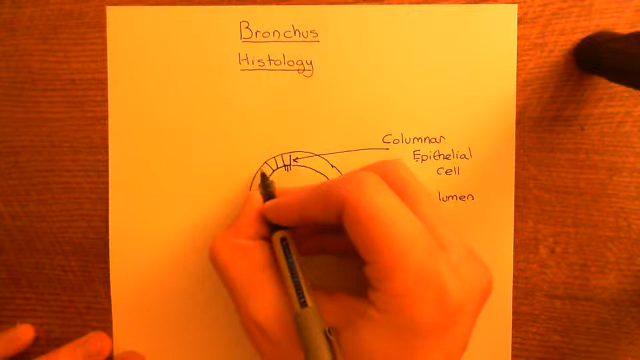 Bronchus
Histology
Columnar
Epithelial
cell
lumen